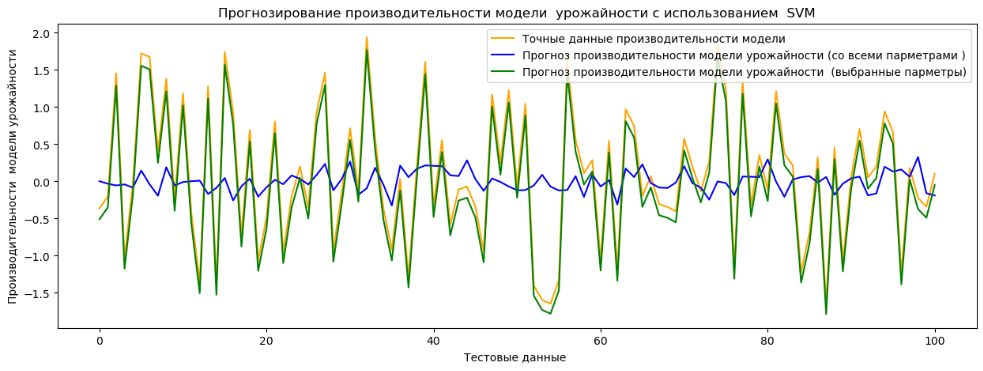 Прогнозирование производительности модели  урожайности с использованием  SVM
Производительности  модели урожайности
2.0
1.5
1.0
0.5
0.0
−0.5
−1.0
−1.5
Точные данные производительности модели
Прогноз производительности модели урожайности (со всеми парметрами )
Прогноз производительности модели урожайности  (выбранные парметры)
0
20
40
60
80
100
Тестовые данные